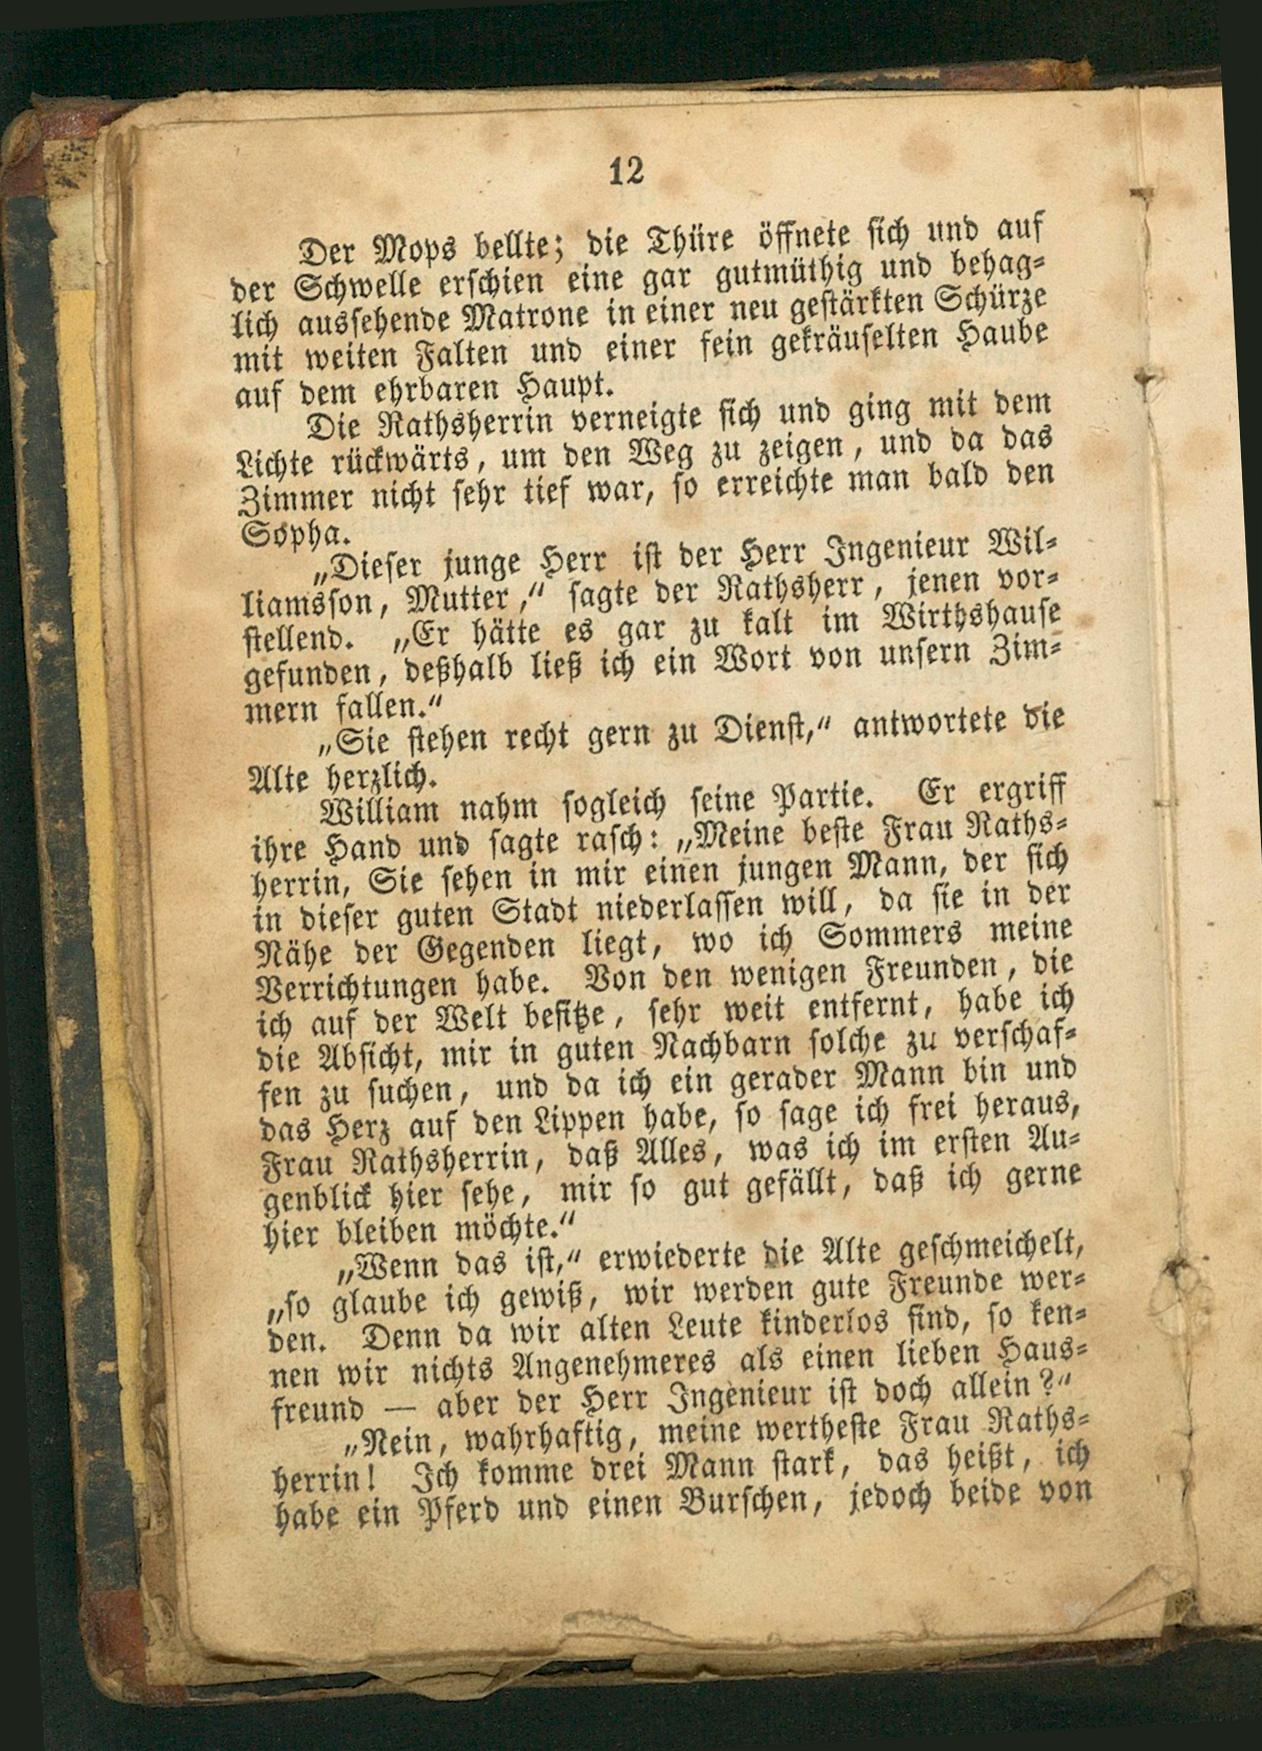 12
Der Mops bellte; die Thüre öffnete sich und auf
der Schwelle erschien eine gar gutmüthig und behag-
lich aussehende Matrone in einer neu gestärkten Schürze
mit weiten Falten und einer fein gekräuselten Haube
auf dem ehrbaren Haupt.
Die Rathsherrin verneigte sich und ging mit dem
Lichte rückwärts, um den Weg zu zeigen, und da das
Zimmer nicht sehr tief war, so erreichte man bald den
Sopha.
„Dieser junge Herr ist der Herr Ingenieur Wil-
liamsson, Mutter,“ sagte der Rathsherr, jenen vor-
stellend. „Er hätte es gar zu kalt im Wirthshause
gefunden, deßhalb ließ ich ein Wort von unsern Zim-
mern fallen.“
„Sie stehen recht gern zu Dienst,“ antwortete die
Alte herzlich.
William nahm sogleich seine Partie. Er ergriff
ihre Hand und sagte rasch: „Meine beste Frau Raths-
herrin, Sie sehen in mir einen jungen Mann, der sich
in dieser guten Stadt niederlassen will, da sie in der
Nähe der Gegenden liegt, wo ich Sommers meine
Verrichtungen habe. Von den wenigen Freunden, die
ich auf der Welt besitze, sehr weit entfernt, habe ich
die Absicht, mir in guten Nachbarn solche zu verschaf-
fen zu suchen, und da ich ein gerader Mann bin und
das Herz auf den Lippen habe, so sage ich frei heraus,
Frau Rathsherrin, daß Alles, was ich im ersten Au-
genblick hier sehe, mir so gut gefällt, daß ich gerne
hier bleiben möchte.“
„Wenn das ist,“ erwiederte die Alte geschmeichelt,
„so glaube ich gewiß, wir werden gute Freunde wer-
den. Denn da wir alten Leute kinderlos sind, so ken-
nen wir nichts Angenehmeres als einen lieben Haus-
freund — aber der Herr Ingenieur ist doch allein?“
„Nein, wahrhaftig, meine wertheste Frau Raths-
herrin! Ich komme drei Mann stark, das heißt, ich
habe ein Pferd und einen Burschen, jedoch beide von